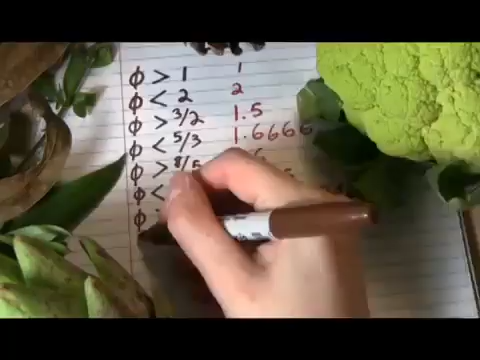 ϕ > 1 1
ϕ < 2 2
ϕ > 3/2 1.5
ϕ < 5/3 1.6666
ϕ > 8/5
ϕ <
ϕ
ϕ